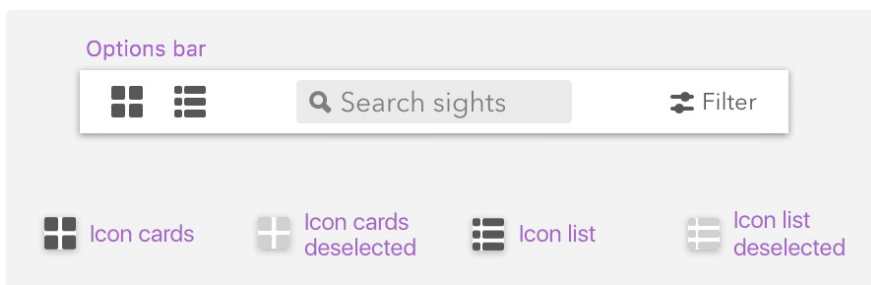 Options bar
Search sights
Filter
Icon cards
Icon cards
deselected
Icon list
Icon list
deselected